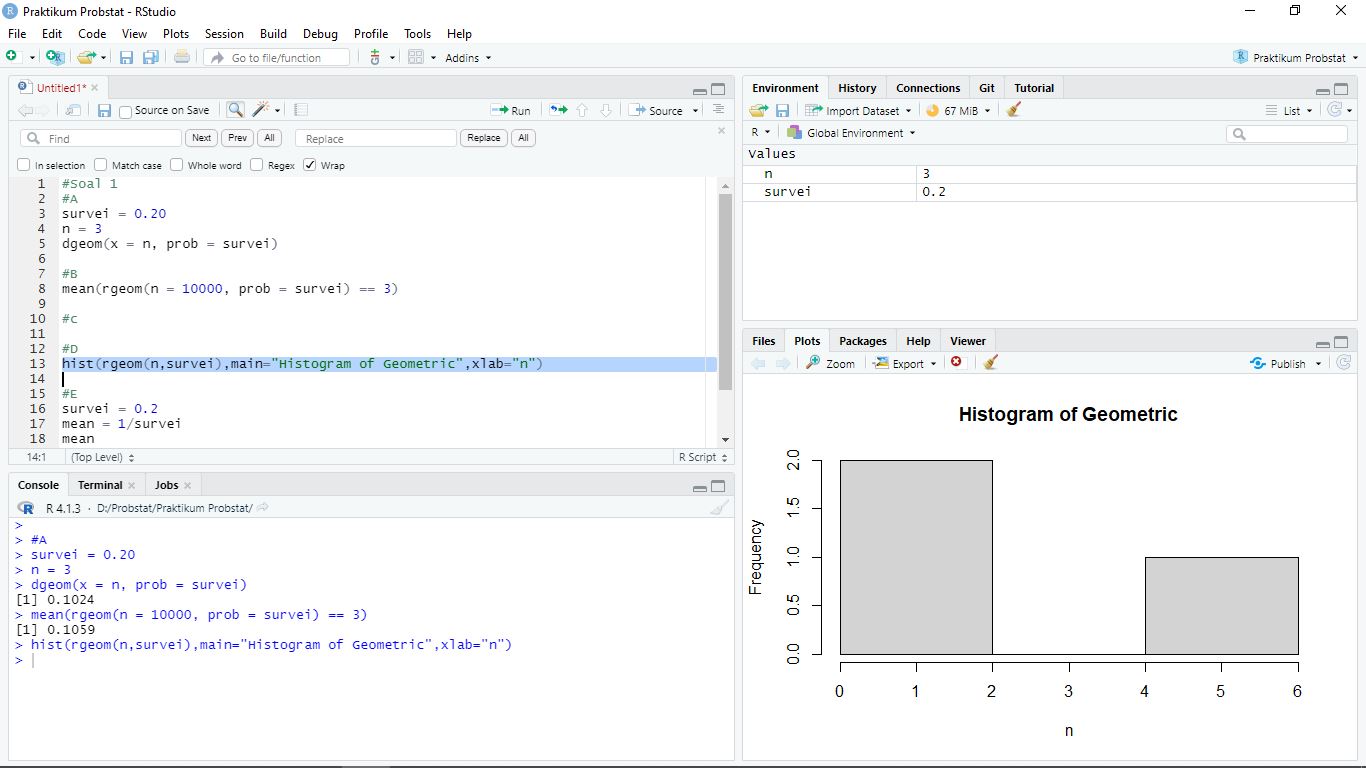 Praktikum Probstat - RStudio
File Edit Code View Plots Session Build Debug Profile Tools Help
Go to file/function Addins Praktikum Probstat
Untitled1*
Source on Save Run Source
Find Next Prev All Replace Replace All
In selection Match case Whole word Regex Wrap
1 #Soal 1
2 #A
3 survei = 0.20
4 n = 3
5 dgeom(x = n, prob = survei)
6
7 #B
8 mean(rgeom(n = 10000, prob = survei) == 3)
9
10 #C
11
12 #D
13 hist(rgeom(n,survei),main="Histogram of Geometric",xlab="n")
14
15 #E
16 survei = 0.2
17 mean = 1/survei
18 mean
14:1 (Top Level) R Script
Console Terminal Jobs
R 4.1.3 · D:/Probstat/Praktikum Probstat/
>
> #A
> survei = 0.20
> n = 3
> dgeom(x = n, prob = survei)
[1] 0.1024
> mean(rgeom(n = 10000, prob = survei) == 3)
[1] 0.1059
> hist(rgeom(n,survei),main="Histogram of Geometric",xlab="n")
>
Environment History Connections Git Tutorial
Import Dataset 67 MiB List
R Global Environment
Values
n 3
survei 0.2
Files Plots Packages Help Viewer
Zoom Export Publish
Histogram of Geometric
Frequency
2.0
1.5
1.0
0.5
0.0
0 1 2 3 4 5 6
n